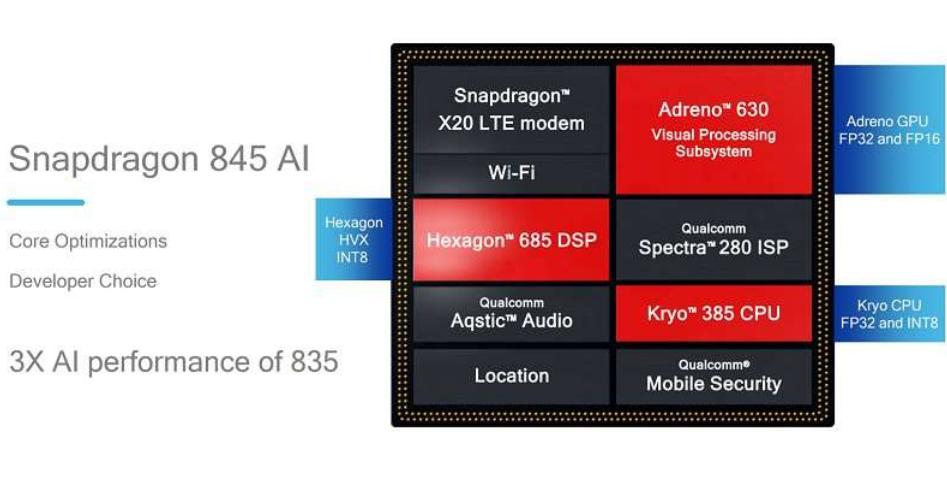 Snapdragon 845 AI
Core Optimizations
Developer Choice
3X AI performance of 835
Hexagon
HVX
INT8
Snapdragon™
X20 LTE modem
Wi-Fi
Adreno™ 630
Visual Processing
Subsystem
Hexagon™ 685 DSP
Qualcomm
Spectra™ 280 ISP
Qualcomm
Aqstic™ Audio
Kryo™ 385 CPU
Location
Qualcomm®
Mobile Security
Adreno GPU
FP32 and FP16
Kryo CPU
FP32 and INT8